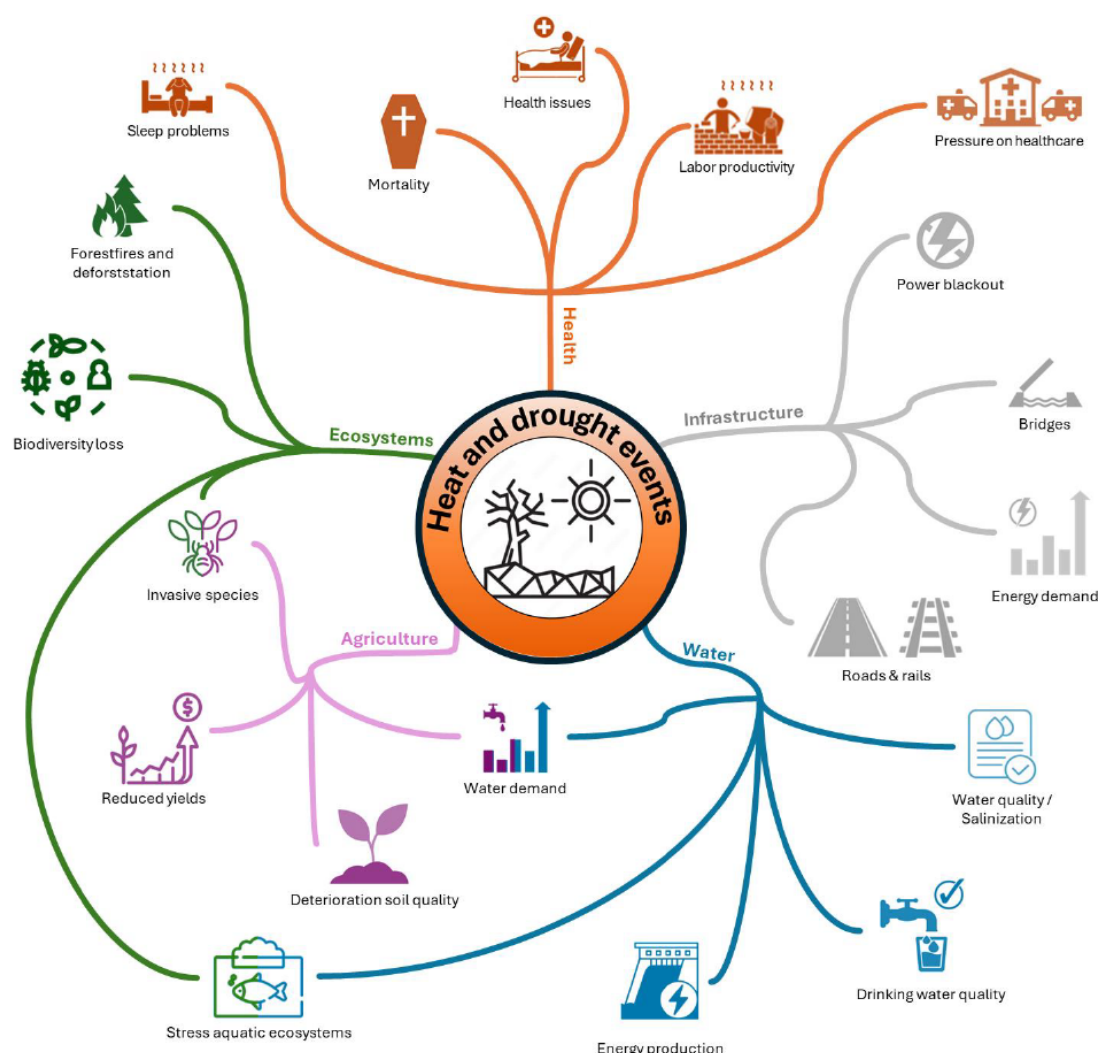 Health issues
Sleep problems
Mortality
Labor productivity
Pressure on healthcare
Forestfires and
deforststation
Power blackout
Health
Biodiversity loss
Ecosystems
Infrastructure
Bridges
Heat and drought events
Invasive species
Energy demand
Agriculture
Water
Roads & rails
$
Reduced yields
Water demand
Water quality /
Salinization
Deterioration soil quality
Drinking water quality
Stress aquatic ecosystems
Energy production